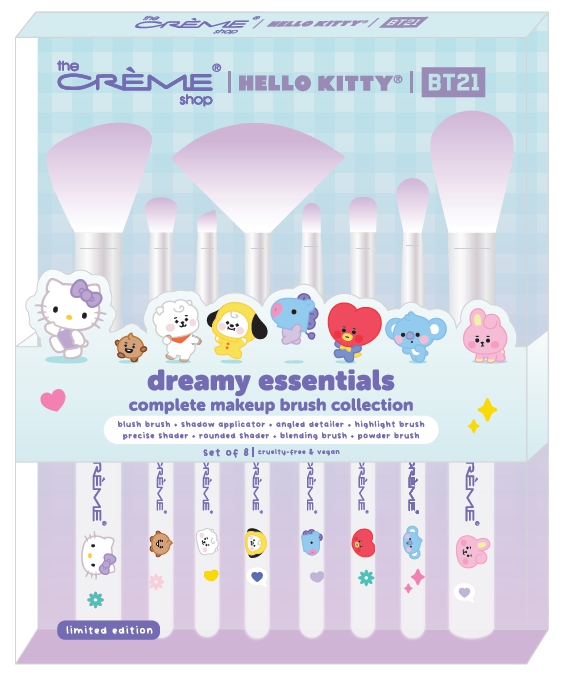 the CRÈME shop® | HELLO KITTY® | BT21
the
CRÈME® | HELLO KITTY® | BT21
shop
dreamy essentials
complete makeup brush collection
blush brush • shadow applicator • angled detailer • highlight brush
precise shader • rounded shader • blending brush • powder brush
set of 8 | cruelty-free & vegan
CRÈME® CRÈME® CRÈME® CRÈME® CRÈME® CRÈME® CRÈME® CRÈME®
limited edition